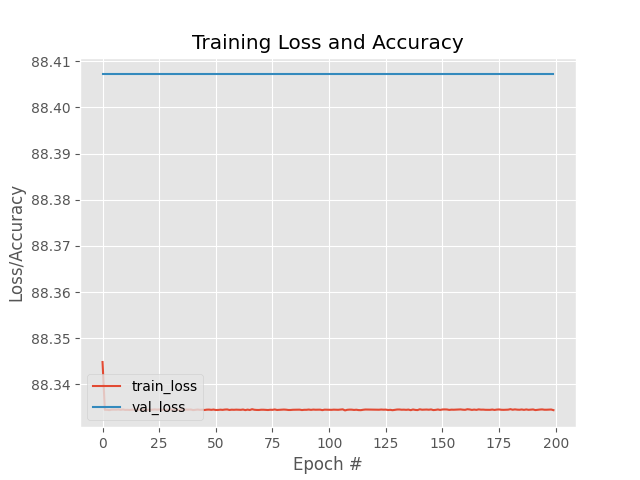 Training Loss and Accuracy
88.41
88.40
88.39
88.38
88.37
88.36
88.35
88.34
Loss/Accuracy
train_loss
val_loss
0 25 50 75 100 125 150 175 200
Epoch #